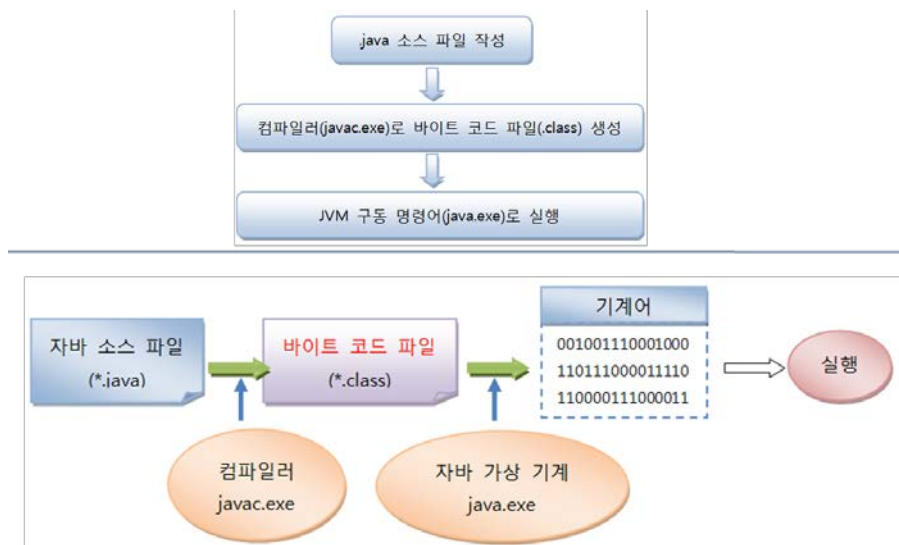 .java 소스 파일 작성
컴파일러(javac.exe)로 바이트 코드 파일(.class) 생성
JVM 구동 명령어(java.exe)로 실행
기계어
자바 소스 파일
(*.java)
바이트 코드 파일
(*.class)
001001110001000
110111000011110
110000111000011
실행
컴파일러
javac.exe
자바 가상 기계
java.exe